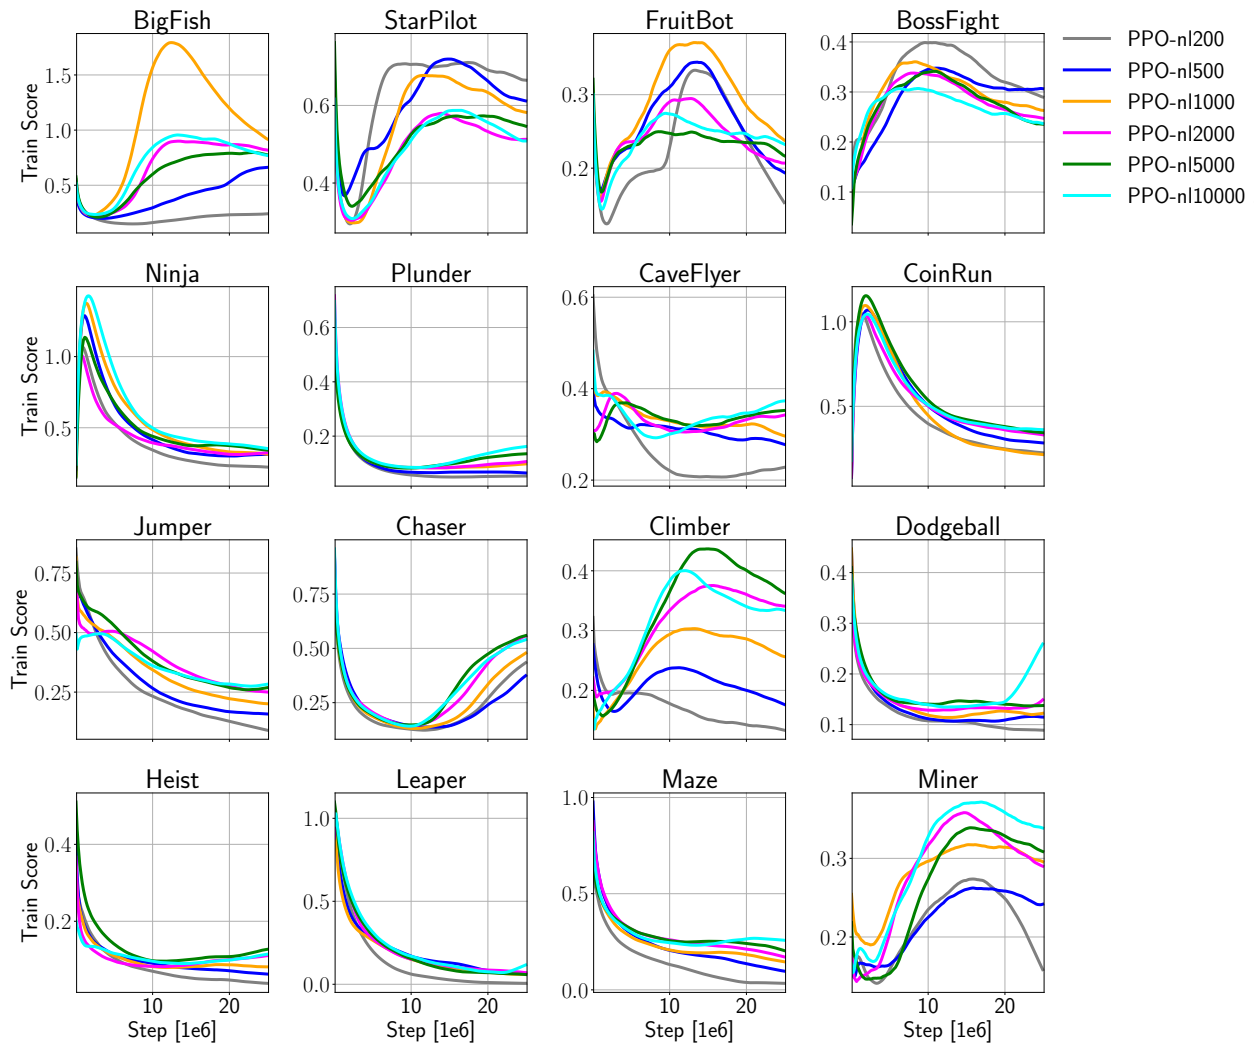 BigFish
StarPilot
FruitBot
BossFight
PPO-nl200
PPO-nl500
PPO-nl1000
PPO-nl2000
PPO-nl5000
PPO-nl10000
Train Score
1.5
1.0
0.5
0.6
0.4
0.3
0.2
0.4
0.3
0.2
0.1
Ninja
Plunder
CaveFlyer
CoinRun
Train Score
1.0
0.5
0.6
0.4
0.2
0.6
0.4
0.2
1.0
0.5
Jumper
Chaser
Climber
Dodgeball
Train Score
0.75
0.50
0.25
0.75
0.50
0.25
0.4
0.3
0.2
0.4
0.3
0.2
0.1
Heist
Leaper
Maze
Miner
Train Score
0.4
0.2
1.0
0.5
0.0
1.0
0.5
0.0
0.3
0.2
10 20
10 20
10 20
10 20
Step [1e6]
Step [1e6]
Step [1e6]
Step [1e6]